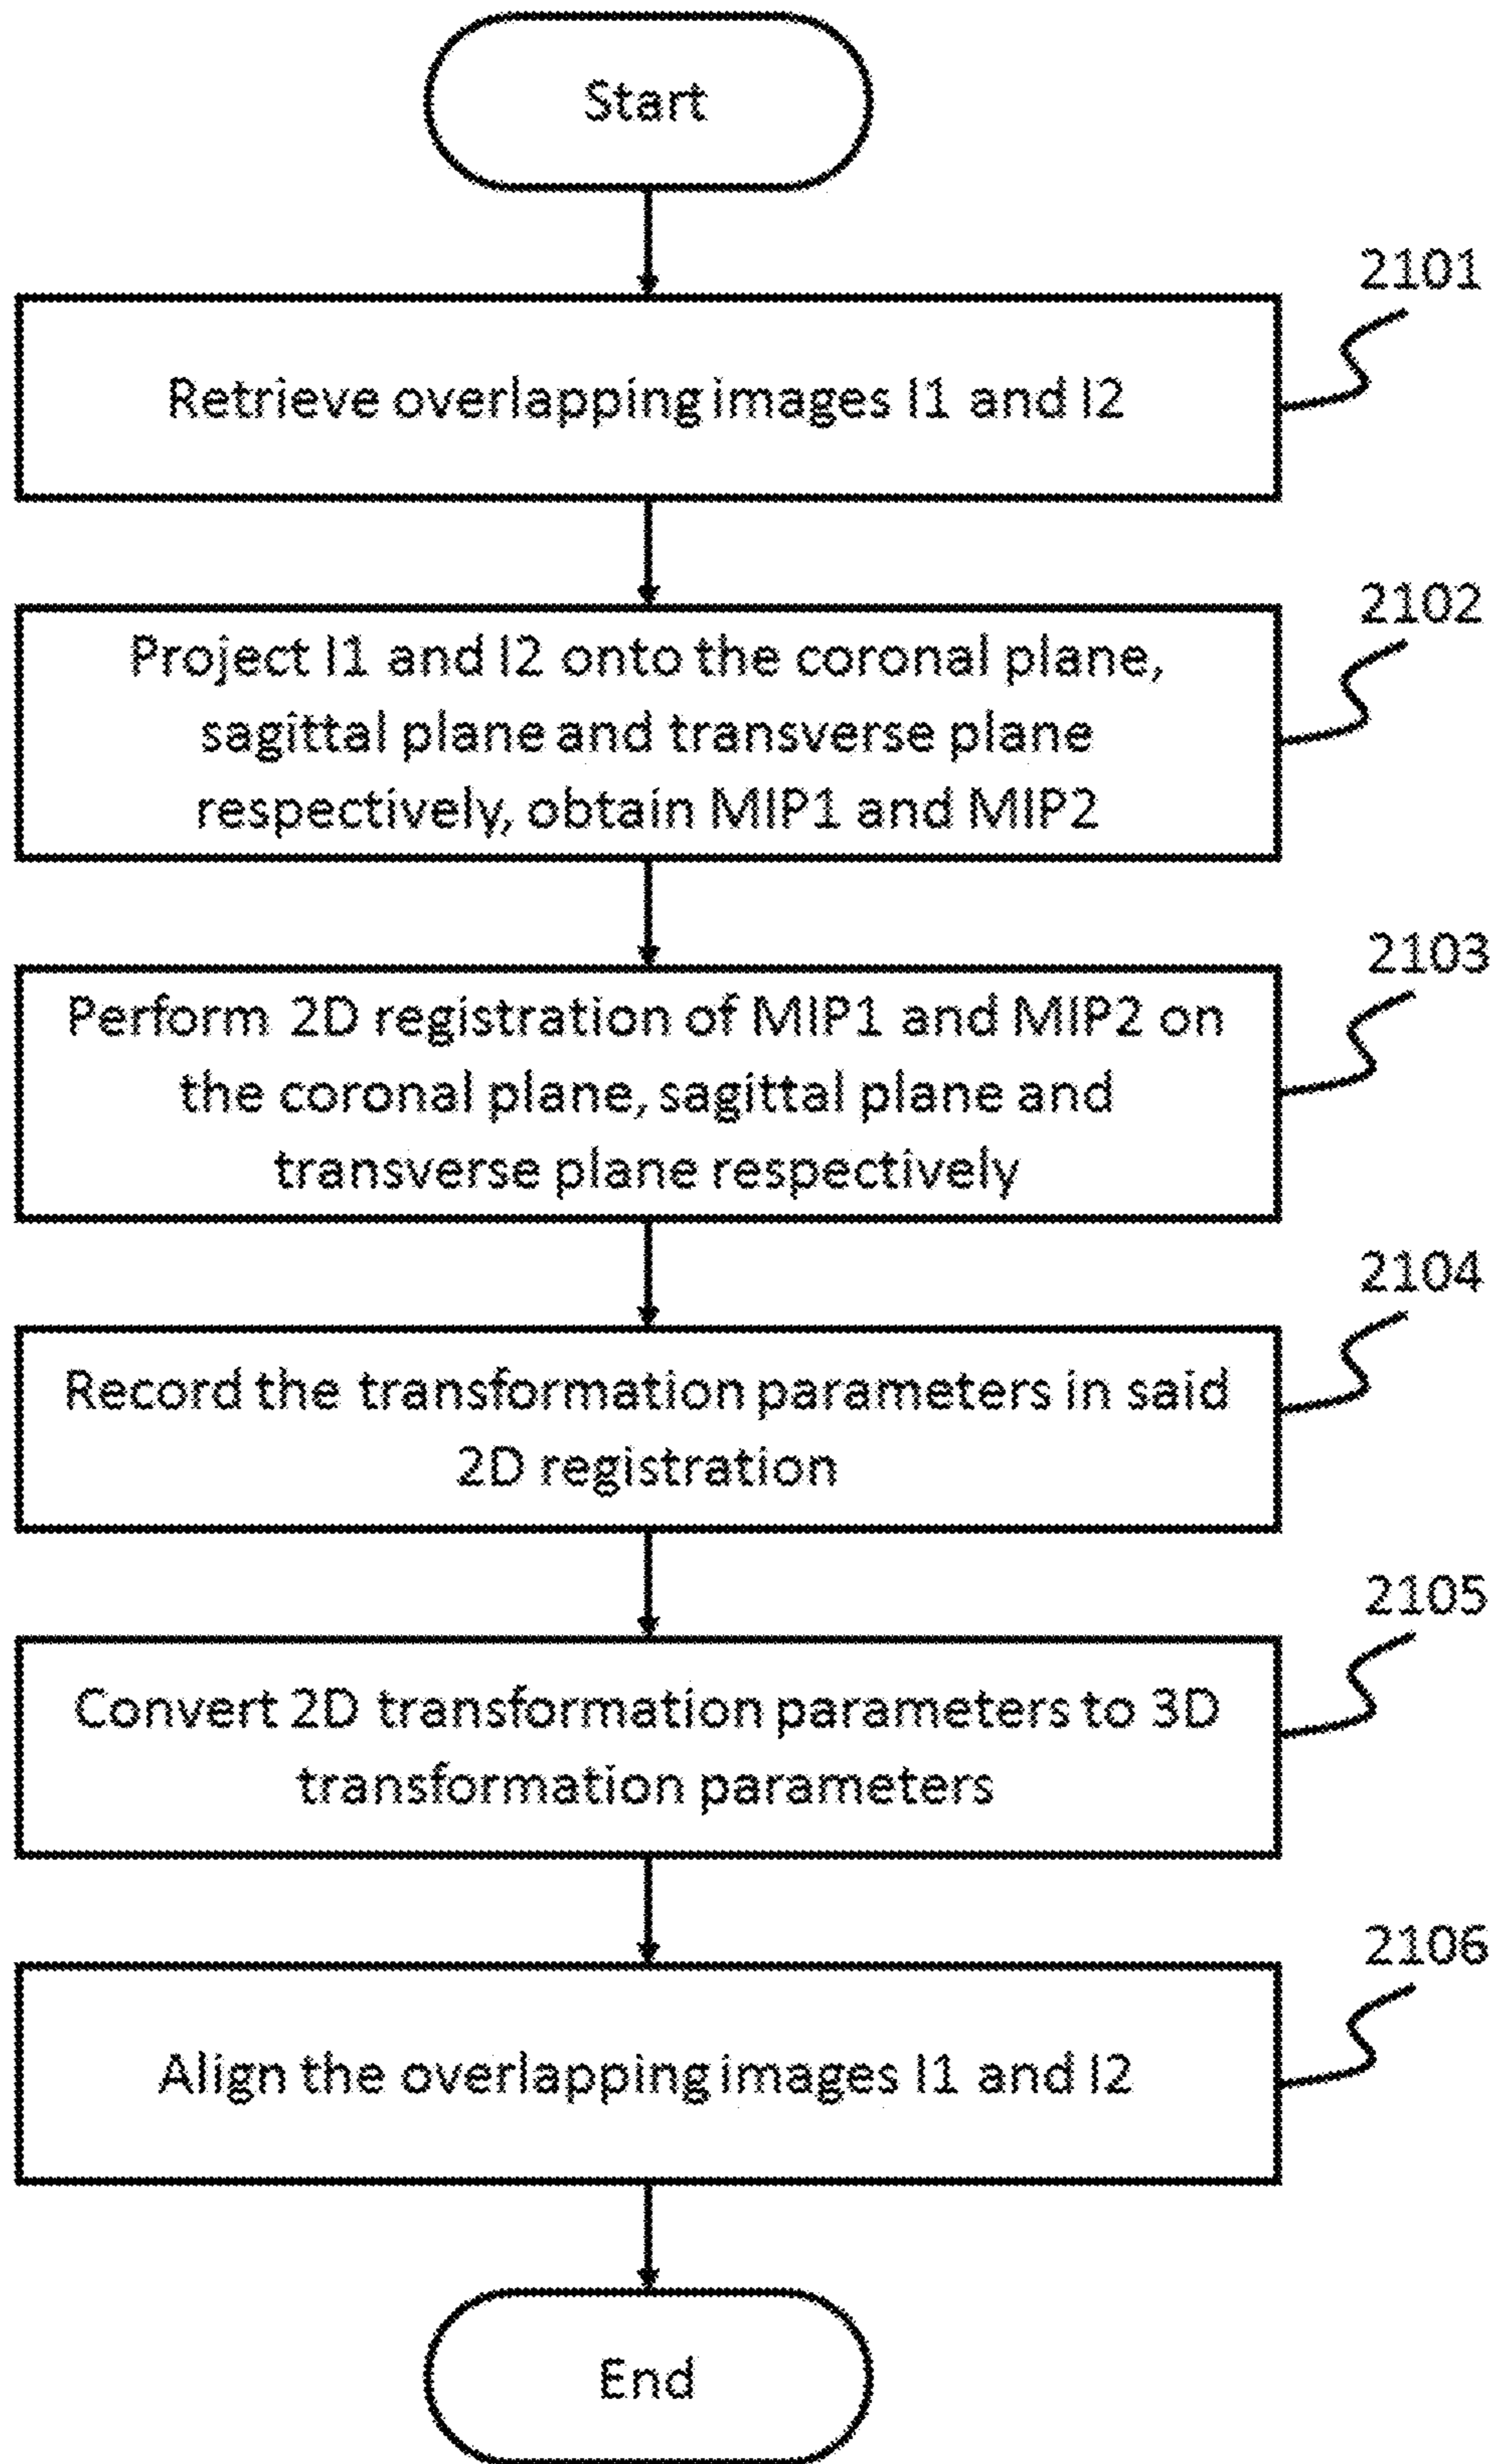 Start
2101
Retrieve overlapping images I1 and I2
2102
Project I1 and I2 onto the coronal plane,
sagittal plane and transverse plane
respectively, obtain MIP1 and MIP2
2103
Perform 2D registration of MIP1 and MIP2 on
the coronal plane, sagittal plane and
transverse plane respectively
2104
Record the transformation parameters in said
2D registration
2105
Convert 2D transformation parameters to 3D
transformation parameters
2106
Align the overlapping images I1 and I2
End